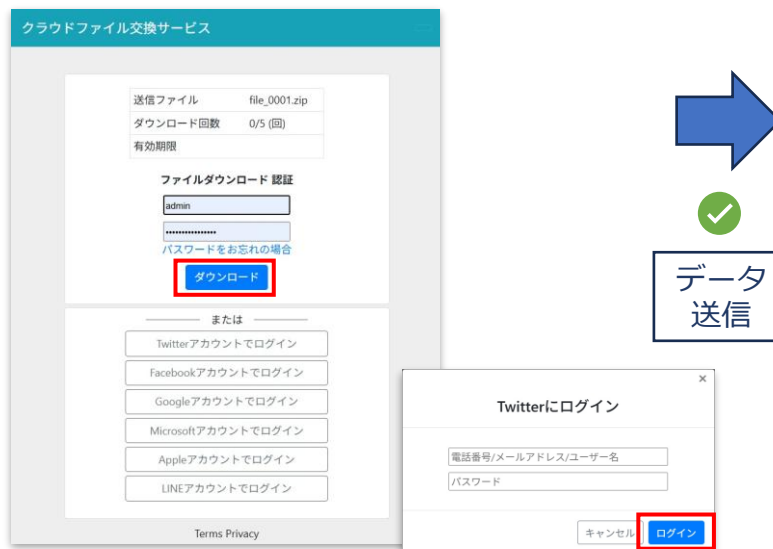 クラウドファイル交換サービス
送信ファイル file_0001.zip
ダウンロード回数 0/5 (回)
有効期限
ファイルダウンロード 認証
admin
••••••••••••••••
パスワードをお忘れの場合
ダウンロード
または
Twitterアカウントでログイン
Facebookアカウントでログイン
Googleアカウントでログイン
Microsoftアカウントでログイン
Appleアカウントでログイン
LINEアカウントでログイン
Terms Privacy
データ
送信
×
Twitterにログイン
電話番号/メールアドレス/ユーザー名
パスワード
キャンセル ログイン